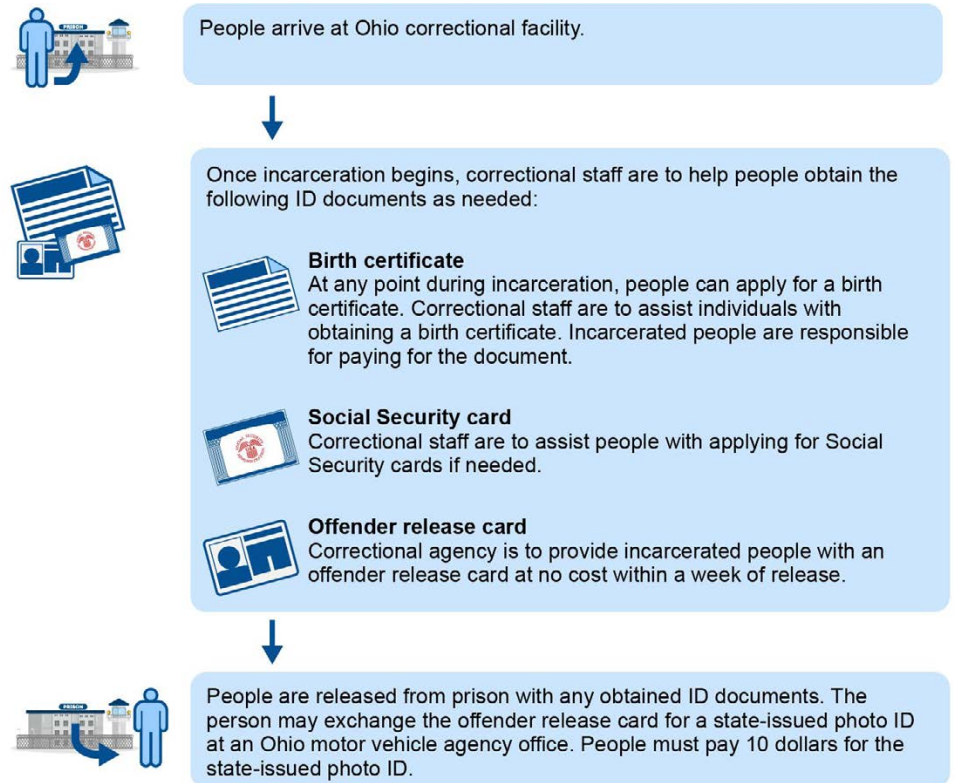 PRISON
People arrive at Ohio correctional facility.
Once incarceration begins, correctional staff are to help people obtain the
following ID documents as needed:
Birth certificate
At any point during incarceration, people can apply for a birth
certificate. Correctional staff are to assist individuals with
obtaining a birth certificate. Incarcerated people are responsible
for paying for the document.
Social Security card
Correctional staff are to assist people with applying for Social
Security cards if needed.
Offender release card
Correctional agency is to provide incarcerated people with an
offender release card at no cost within a week of release.
PRISON
People are released from prison with any obtained ID documents. The
person may exchange the offender release card for a state-issued photo ID
at an Ohio motor vehicle agency office. People must pay 10 dollars for the
state-issued photo ID.